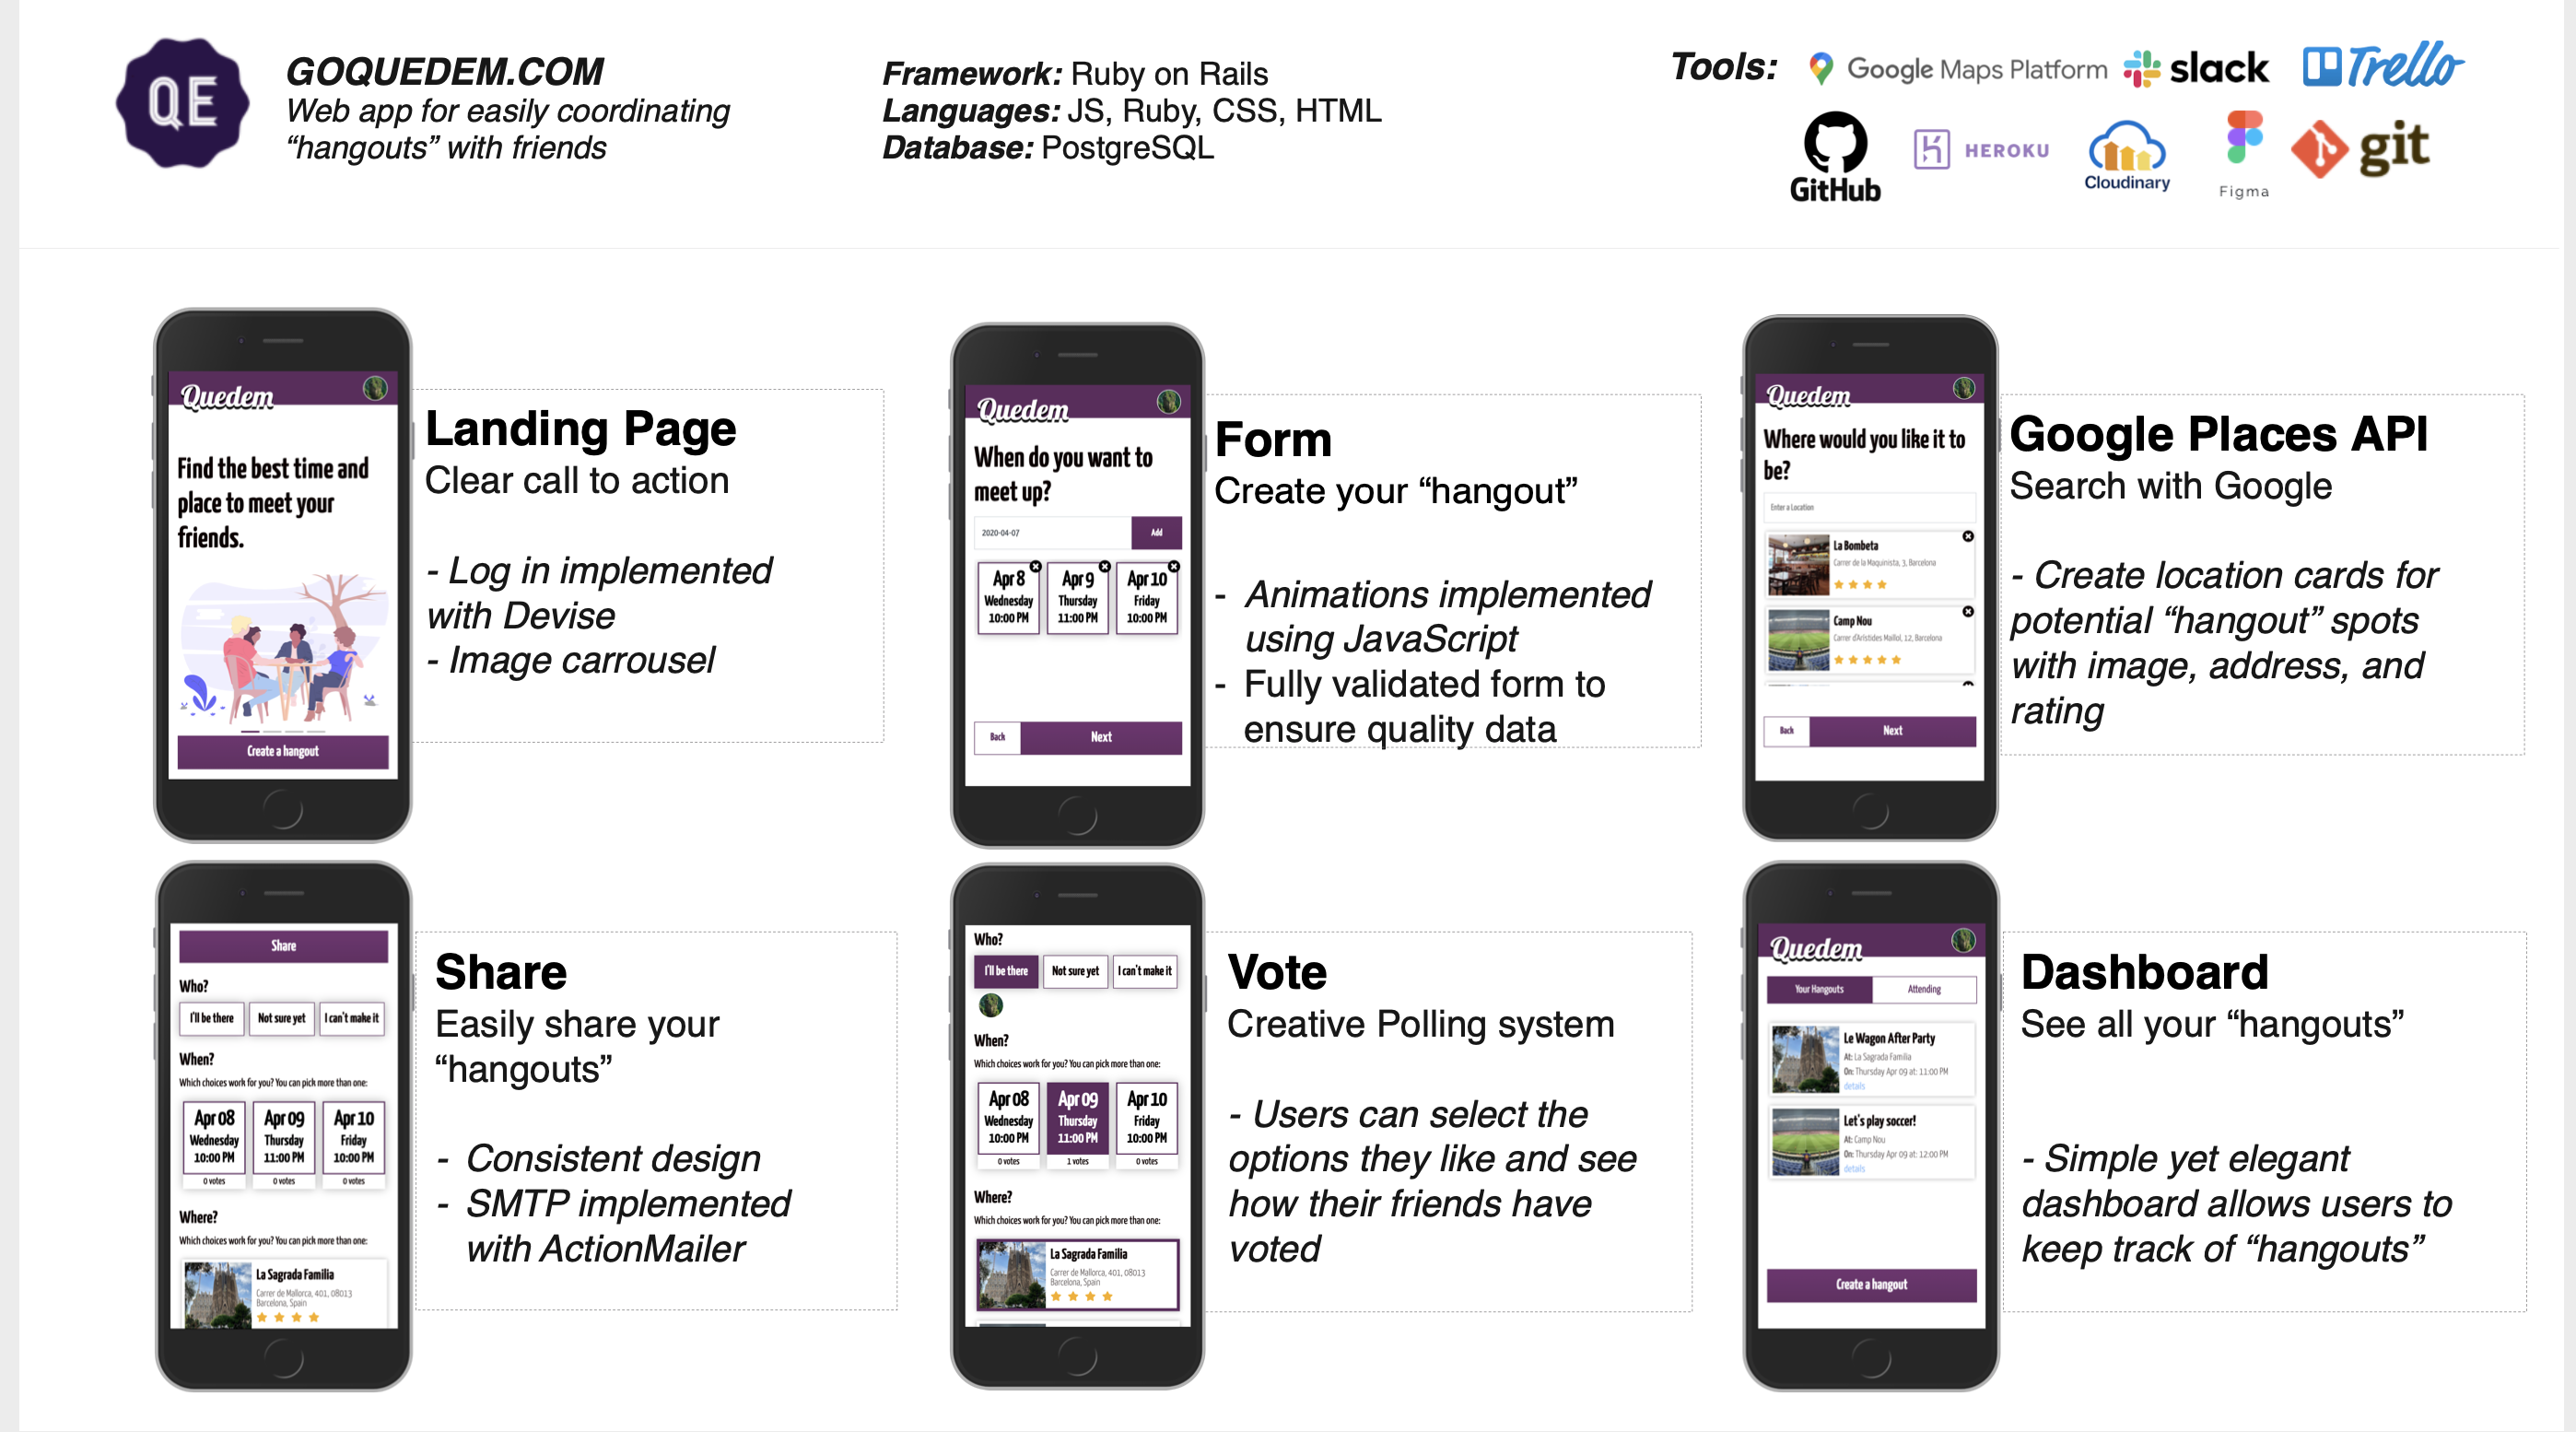 QE
GOQUEDEM.COM
Web app for easily coordinating
“hangouts” with friends
Framework: Ruby on Rails
Languages: JS, Ruby, CSS, HTML
Database: PostgreSQL
Tools:
Google Maps Platform
slack
Trello
GitHub
HEROKU
Cloudinary
Figma
git
Quedem
Find the best time and
place to meet your
friends.
Create a hangout
Landing Page
Clear call to action
- Log in implemented
with Devise
- Image carrousel
Quedem
When do you want to
meet up?
2020-04-07
Add
Apr 8
Wednesday
10:00 PM
Apr 9
Thursday
11:00 PM
Apr 10
Friday
10:00 PM
Back
Next
Form
Create your “hangout”
- Animations implemented
using JavaScript
- Fully validated form to
ensure quality data
Quedem
Where would you like it to
be?
Enter a Location
La Bombeta
Carrer de la Maquinista, 3, Barcelona
Camp Nou
Carrer d'Arístides Maillol, 12, Barcelona
Back
Next
Google Places API
Search with Google
- Create location cards for
potential “hangout” spots
with image, address, and
rating
Share
Who?
I'll be there
Not sure yet
I can't make it
When?
Which choices work for you? You can pick more than one:
Apr 08
Wednesday
10:00 PM
0 votes
Apr 09
Thursday
11:00 PM
0 votes
Apr 10
Friday
10:00 PM
0 votes
Where?
Which choices work for you? You can pick more than one:
La Sagrada Familia
Carrer de Mallorca, 401, 08013
Barcelona, Spain
Share
Easily share your
“hangouts”
- Consistent design
- SMTP implemented
with ActionMailer
Who?
I'll be there
Not sure yet
I can't make it
When?
Which choices work for you? You can pick more than one:
Apr 08
Wednesday
10:00 PM
0 votes
Apr 09
Thursday
11:00 PM
1 votes
Apr 10
Friday
10:00 PM
0 votes
Where?
Which choices work for you? You can pick more than one:
La Sagrada Familia
Carrer de Mallorca, 401, 08013
Barcelona, Spain
Vote
Creative Polling system
- Users can select the
options they like and see
how their friends have
voted
Quedem
Your Hangouts
Attending
Le Wagon After Party
At: La Sagrada Familia
On: Thursday Apr 09 at: 11:00 PM
details
Let's play soccer!
At: Camp Nou
On: Thursday Apr 09 at: 12:00 PM
details
Create a hangout
Dashboard
See all your “hangouts”
- Simple yet elegant
dashboard allows users to
keep track of “hangouts”